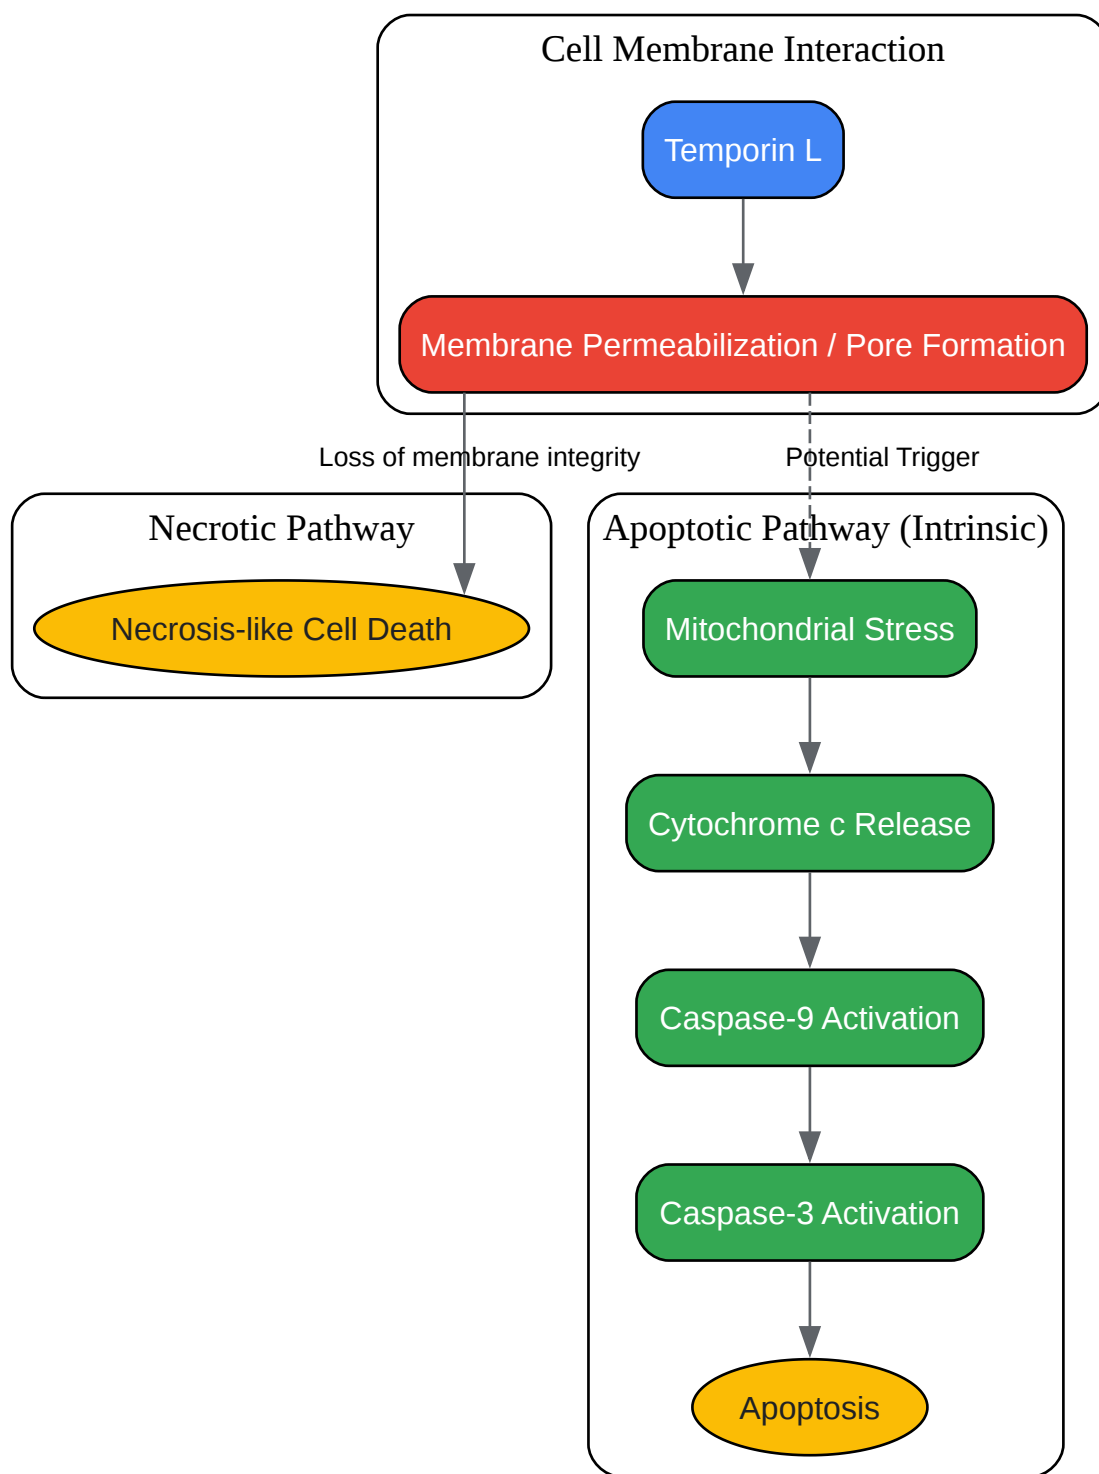 Cell Membrane Interaction
Temporin L
Membrane Permeabilization / Pore Formation
Loss of membrane integrity
Potential Trigger
Necrotic Pathway
Apoptotic Pathway (Intrinsic)
Necrosis-like Cell Death
Mitochondrial Stress
Cytochrome c Release
Caspase-9 Activation
Caspase-3 Activation
Apoptosis